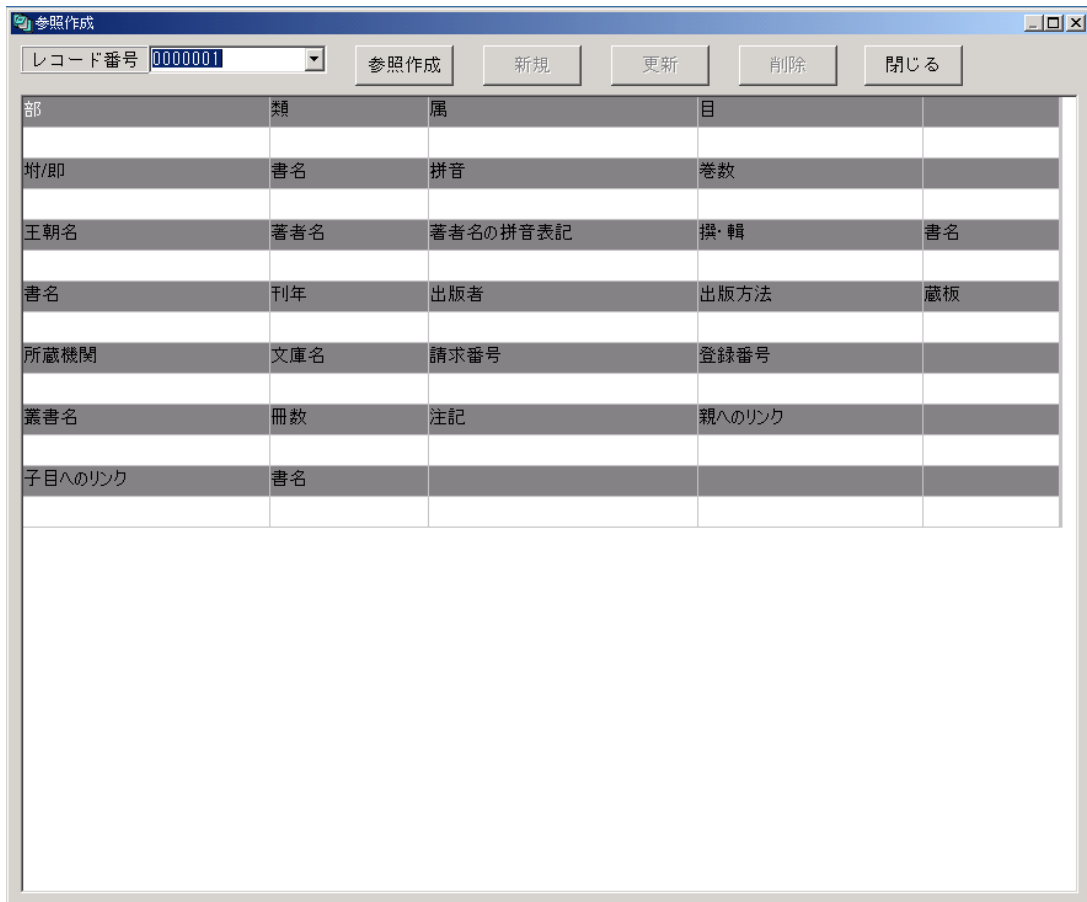 参照作成
レコード番号 0000001 参照作成 新規 更新 削除 閉じる
部 類 属 目
坿/即 書名 拼音 巻数
王朝名 著者名 著者名の拼音表記 撰・輯 書名
書名 刊年 出版者 出版方法 蔵板
所蔵機関 文庫名 請求番号 登録番号
叢書名 冊数 注記 親へのリンク
子目へのリンク 書名